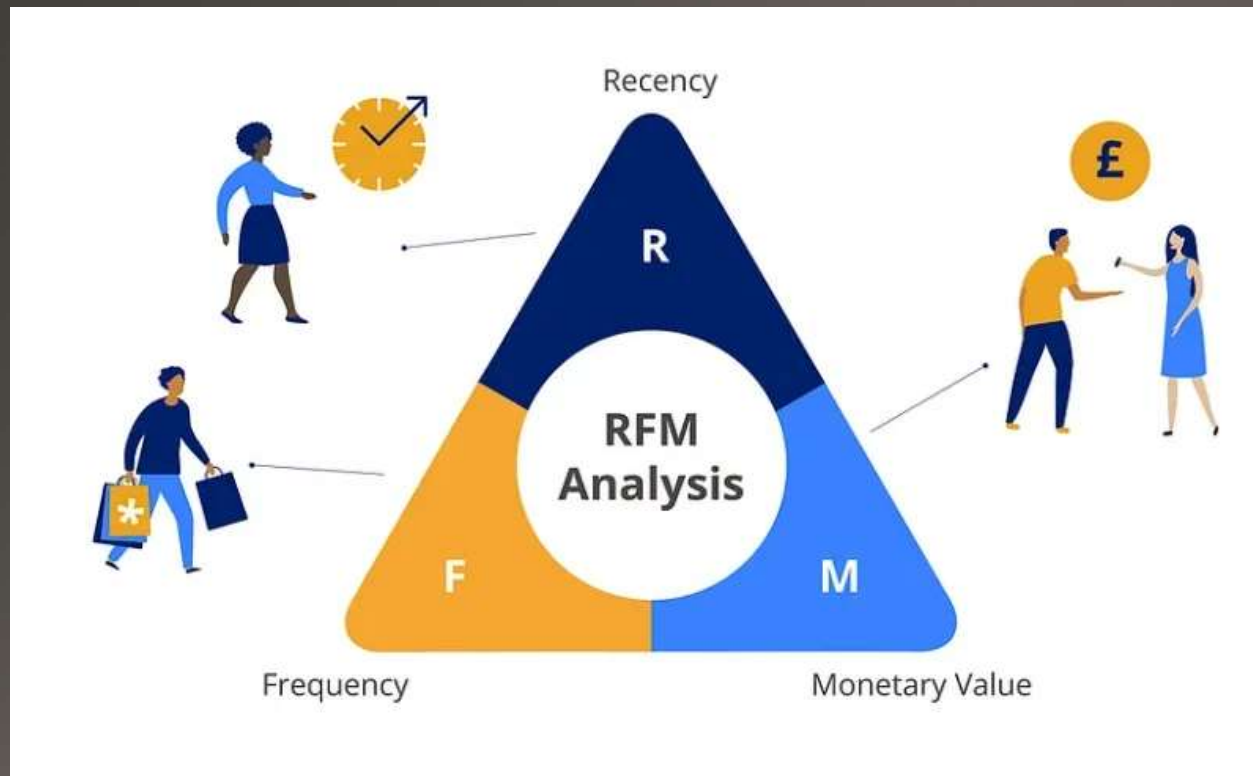 Recency
£
R
RFM
Analysis
F
M
Frequency
Monetary Value